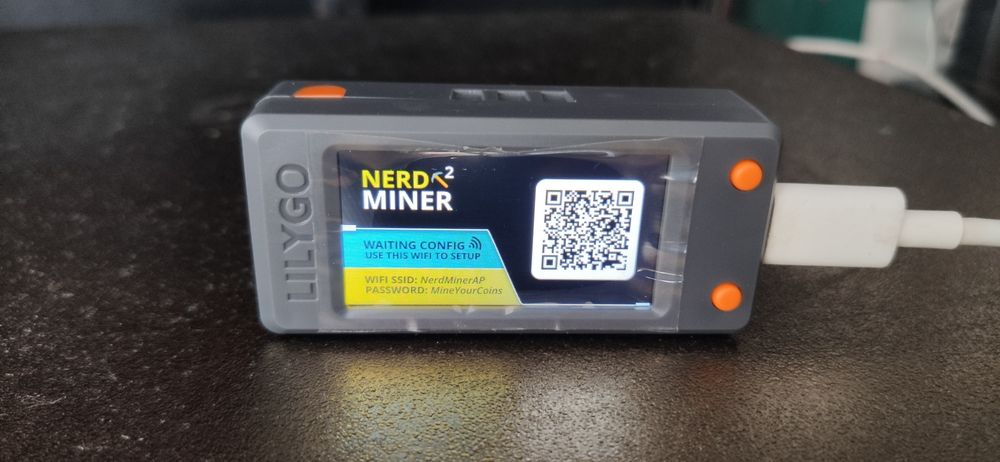 LILYGO
NERD 2
MINER
WAITING CONFIG
USE THIS WIFI TO SETUP
WIFI SSID: NerdMinerAP
PASSWORD: MineYourCoins